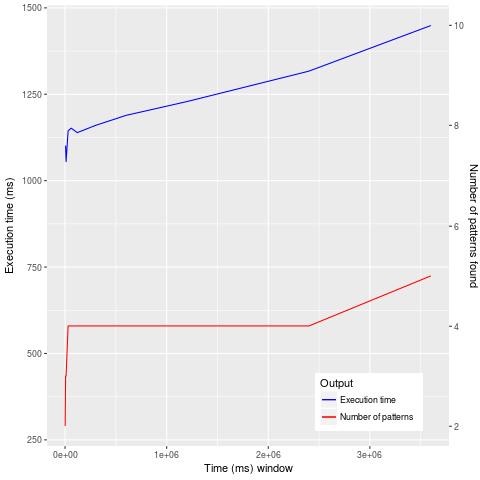 1500
1250
1000
750
500
250
Execution time (ms)
10
8
6
4
2
Number of patterns found
Output
Execution time
Number of patterns
0e+00
1e+06
2e+06
3e+06
Time (ms) window